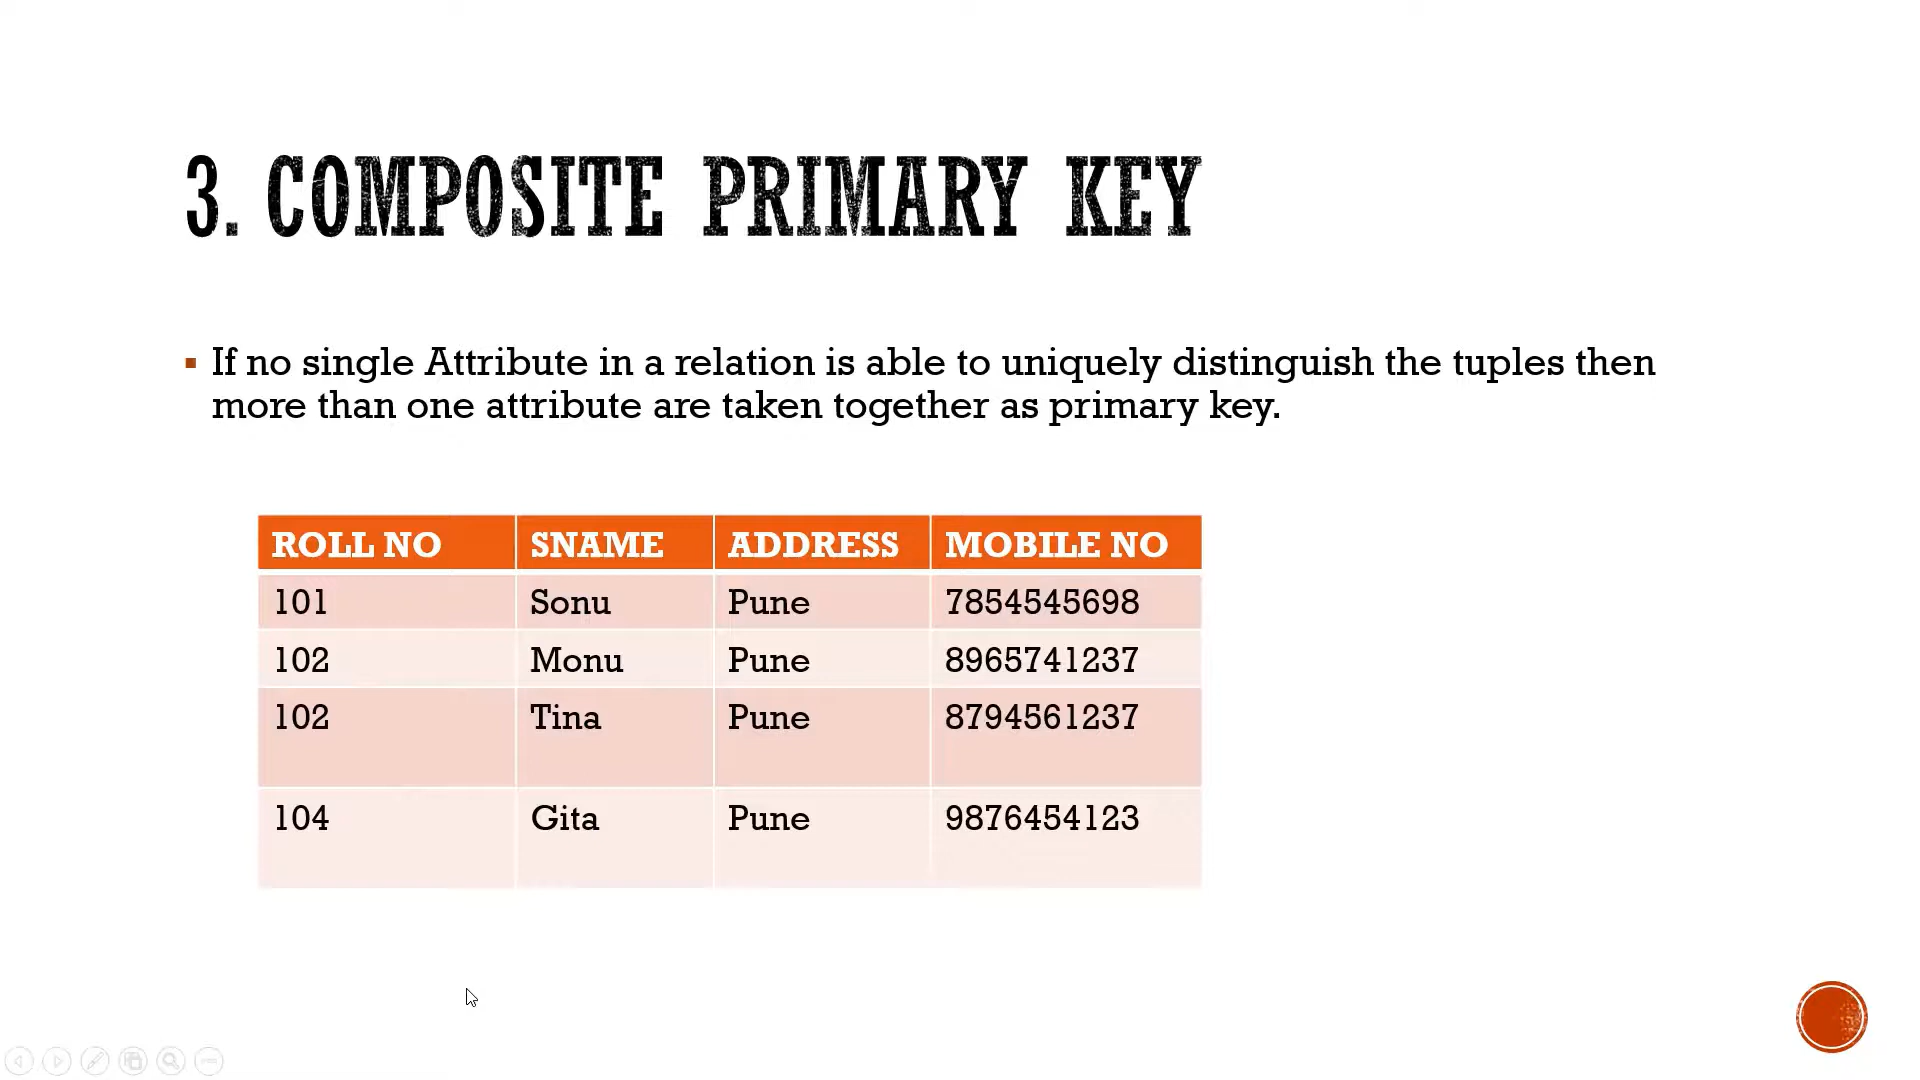 3. COMPOSITE PRIMARY KEY
▪ If no single Attribute in a relation is able to uniquely distinguish the tuples then
more than one attribute are taken together as primary key.
ROLL NO SNAME ADDRESS MOBILE NO
101 Sonu Pune 7854545698
102 Monu Pune 8965741237
102 Tina Pune 8794561237
104 Gita Pune 9876454123